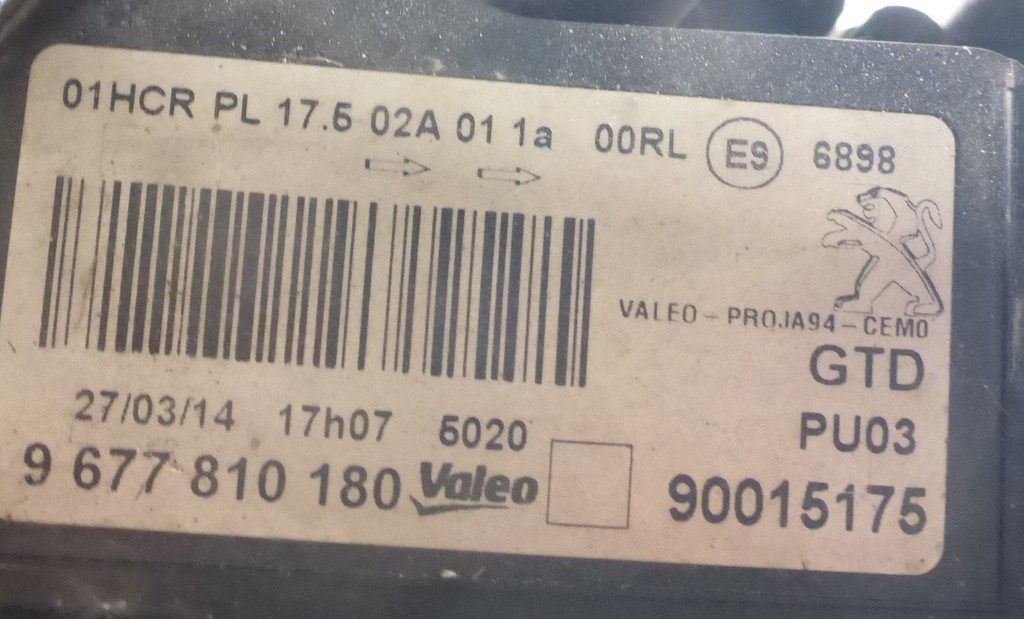 01HCR PL 17.5 02A 01 1a 00RL E9 6898
VALEO - PROJA94 - CEMO
GTD
27/03/14 17h07 5020
PU03
9 677 810 180 Valeo
90015175